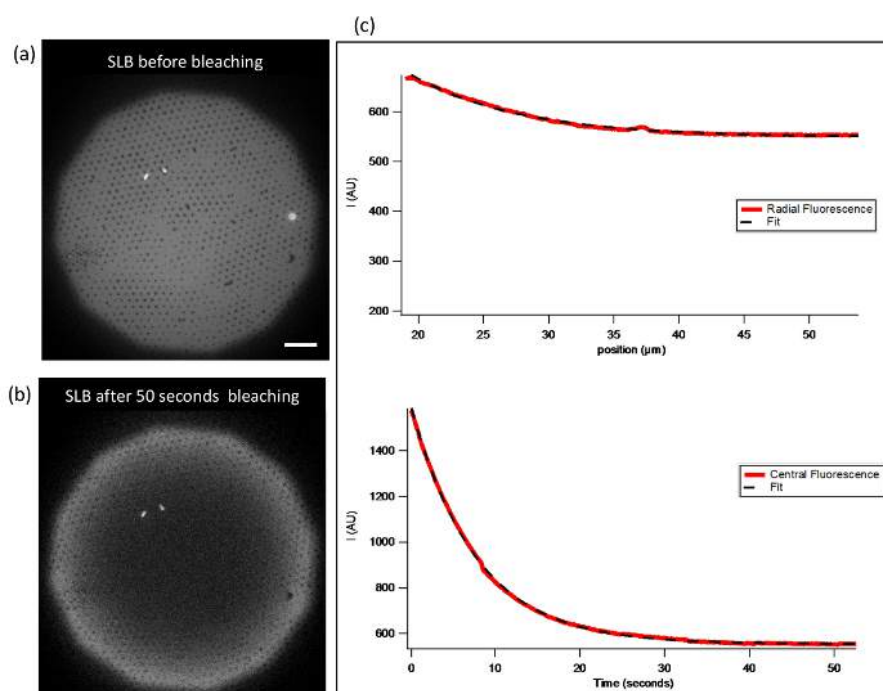 (a)
SLB before bleaching
(b)
SLB after 50 seconds bleaching
(c)
600
500
400
300
200
I (AU)
20 25 30 35 40 45 50
position (µm)
Radial Fluorescence
Fit
1400
1200
1000
800
600
I (AU)
0 10 20 30 40 50
Time (seconds)
Central Fluorescence
Fit